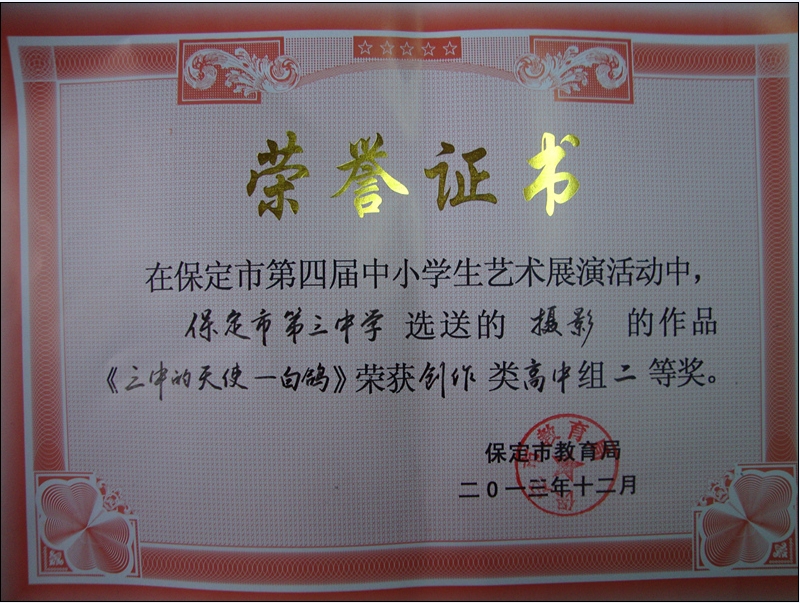 荣誉证书
在保定市第四届中小学生艺术展演活动中，
保定市第三中学 选送的 摄影 的作品
《三中的天使—白鸽》荣获创作类高中组二等奖。
保定市教育局
二〇一三年十二月